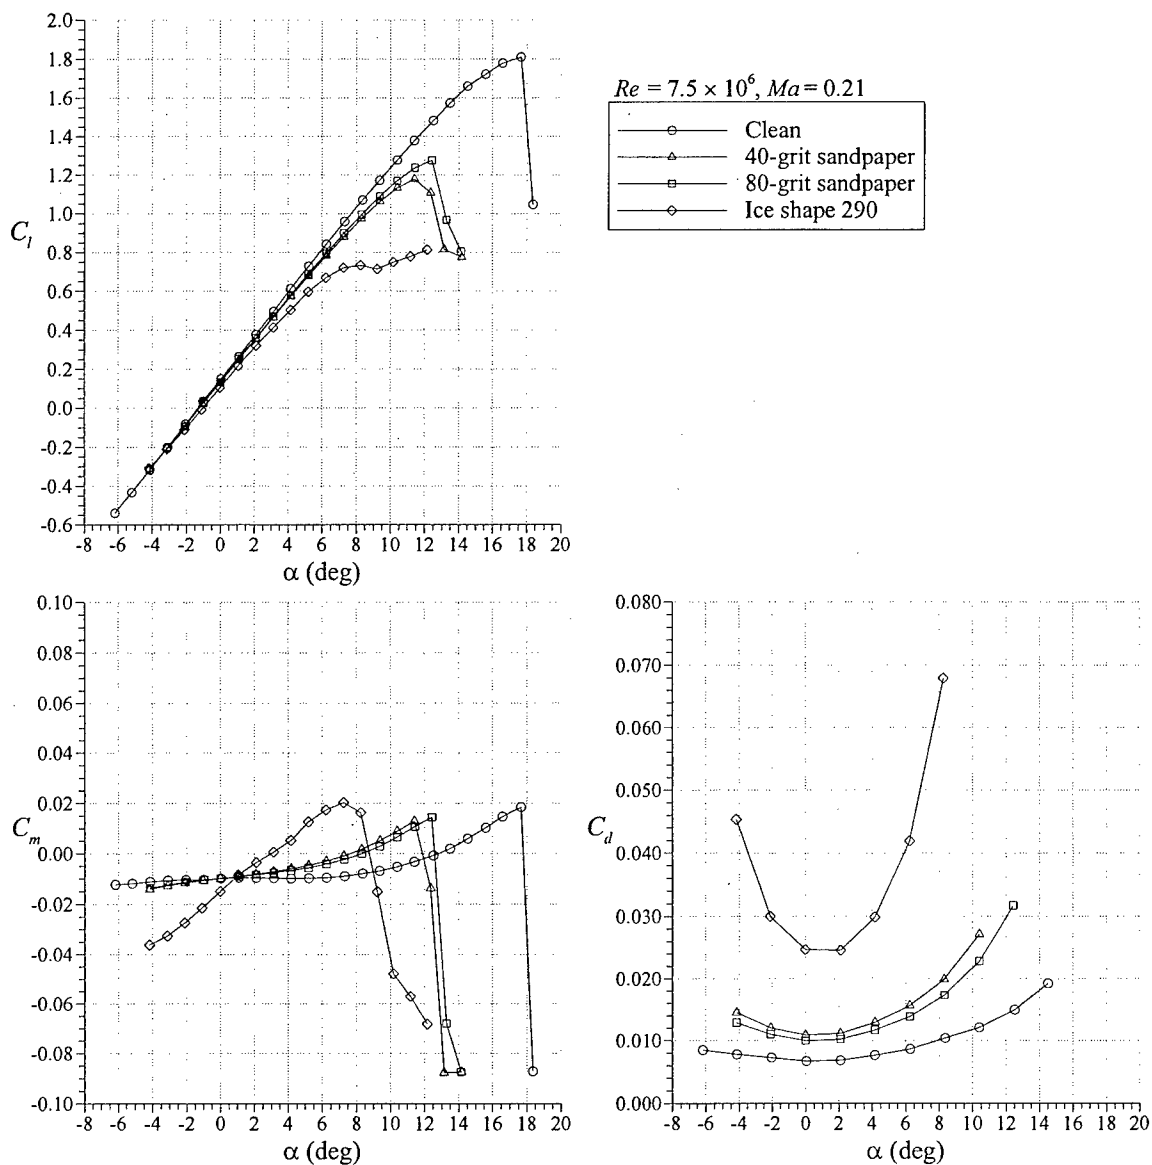 2.0
1.8
1.6
1.4
1.2
1.0
0.8
0.6
0.4
0.2
0.0
-0.2
-0.4
-0.6
C_l
-8 -6 -4 -2 0 2 4 6 8 10 12 14 16 18 20
α (deg)
Re = 7.5 × 10^6, Ma = 0.21
Clean
40-grit sandpaper
80-grit sandpaper
Ice shape 290
0.10
0.08
0.06
0.04
0.02
0.00
-0.02
-0.04
-0.06
-0.08
-0.10
C_m
-8 -6 -4 -2 0 2 4 6 8 10 12 14 16 18 20
α (deg)
0.080
0.070
0.060
0.050
0.040
0.030
0.020
0.010
0.000
C_d
-8 -6 -4 -2 0 2 4 6 8 10 12 14 16 18 20
α (deg)